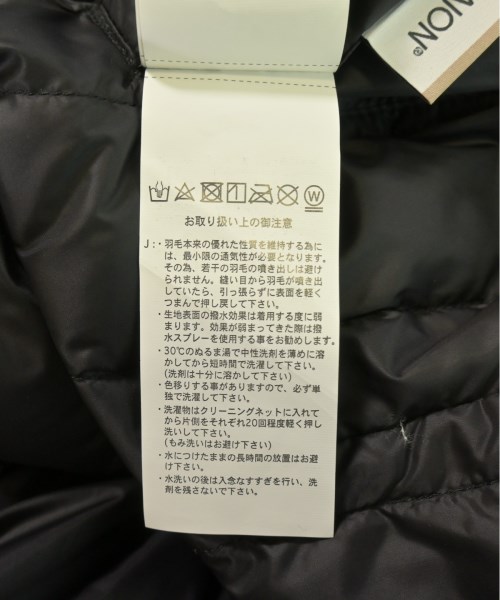 NON®
W
お取り扱い上の御注意
J:・羽毛本来の優れた性質を維持する為に
は、最小限の通気性が必要となります。
その為、若干の羽毛の噴き出しは避け
られません。縫い目から羽毛が噴き出
していたら、引っ張らずに表面を軽く
つまんで押し戻して下さい。
・生地表面の撥水効果は着用する度に弱
まります。効果が弱まってきた際は撥
水スプレーを使用する事をお勧めします。
・30℃のぬるま湯で中性洗剤を薄めに溶
かしてから短時間で洗濯して下さい。
(洗剤は十分に溶かして下さい)
・色移りする事がありますので、必ず単
独で洗濯して下さい。
・洗濯物はクリーニングネットに入れて
から片側をそれぞれ20回程度軽く押し
洗いして下さい。
(もみ洗いはお避け下さい)
・水につけたままの長時間の放置はお避
け下さい。
・水洗いの後は入念なすすぎを行い、洗
剤を残さないで下さい。